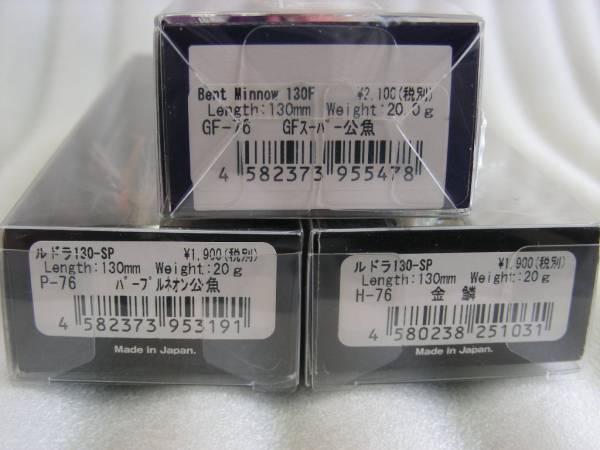 Bent Minnow 130F ¥2,100(税別)
Length:130mm Weight:20.0g
GF-76 GFスーパー公魚
4 582373 955478
ルドラ130-SP ¥1,900(税別)
Length:130mm Weight:20g
P-76 パープルネオン公魚
4 582373 953191
Made in Japan.
ルドラ130-SP ¥1,900(税別)
Length:130mm Weight:20g
H-76 金 鱗
4 580238 251031
Made in Japan.